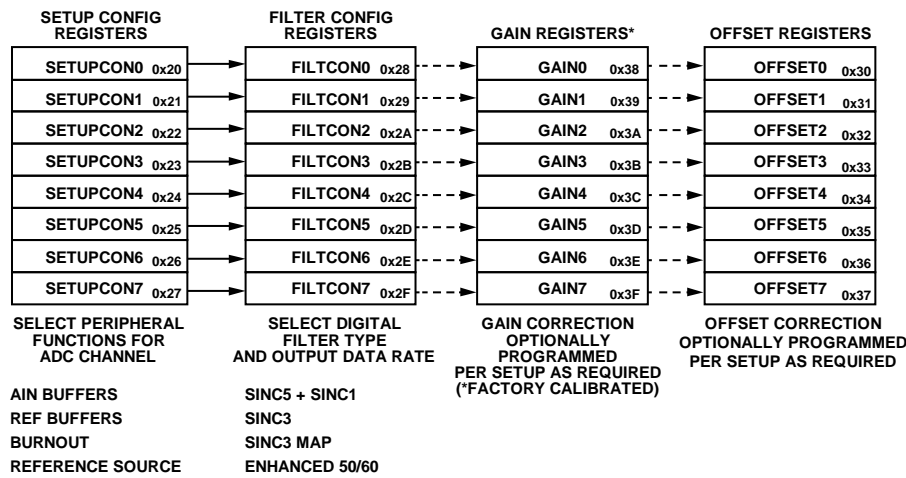 SETUP CONFIG
REGISTERS
FILTER CONFIG
REGISTERS
GAIN REGISTERS*
OFFSET REGISTERS
SETUPCON0 0x20
FILTCON0 0x28
GAIN0 0x38
OFFSET0 0x30
SETUPCON1 0x21
FILTCON1 0x29
GAIN1 0x39
OFFSET1 0x31
SETUPCON2 0x22
FILTCON2 0x2A
GAIN2 0x3A
OFFSET2 0x32
SETUPCON3 0x23
FILTCON3 0x2B
GAIN3 0x3B
OFFSET3 0x33
SETUPCON4 0x24
FILTCON4 0x2C
GAIN4 0x3C
OFFSET4 0x34
SETUPCON5 0x25
FILTCON5 0x2D
GAIN5 0x3D
OFFSET5 0x35
SETUPCON6 0x26
FILTCON6 0x2E
GAIN6 0x3E
OFFSET6 0x36
SETUPCON7 0x27
FILTCON7 0x2F
GAIN7 0x3F
OFFSET7 0x37
SELECT PERIPHERAL
FUNCTIONS FOR
ADC CHANNEL
SELECT DIGITAL
FILTER TYPE
AND OUTPUT DATA RATE
GAIN CORRECTION
OPTIONALLY
PROGRAMMED
PER SETUP AS REQUIRED
(*FACTORY CALIBRATED)
OFFSET CORRECTION
OPTIONALLY PROGRAMMED
PER SETUP AS REQUIRED
AIN BUFFERS
REF BUFFERS
BURNOUT
REFERENCE SOURCE
SINC5 + SINC1
SINC3
SINC3 MAP
ENHANCED 50/60